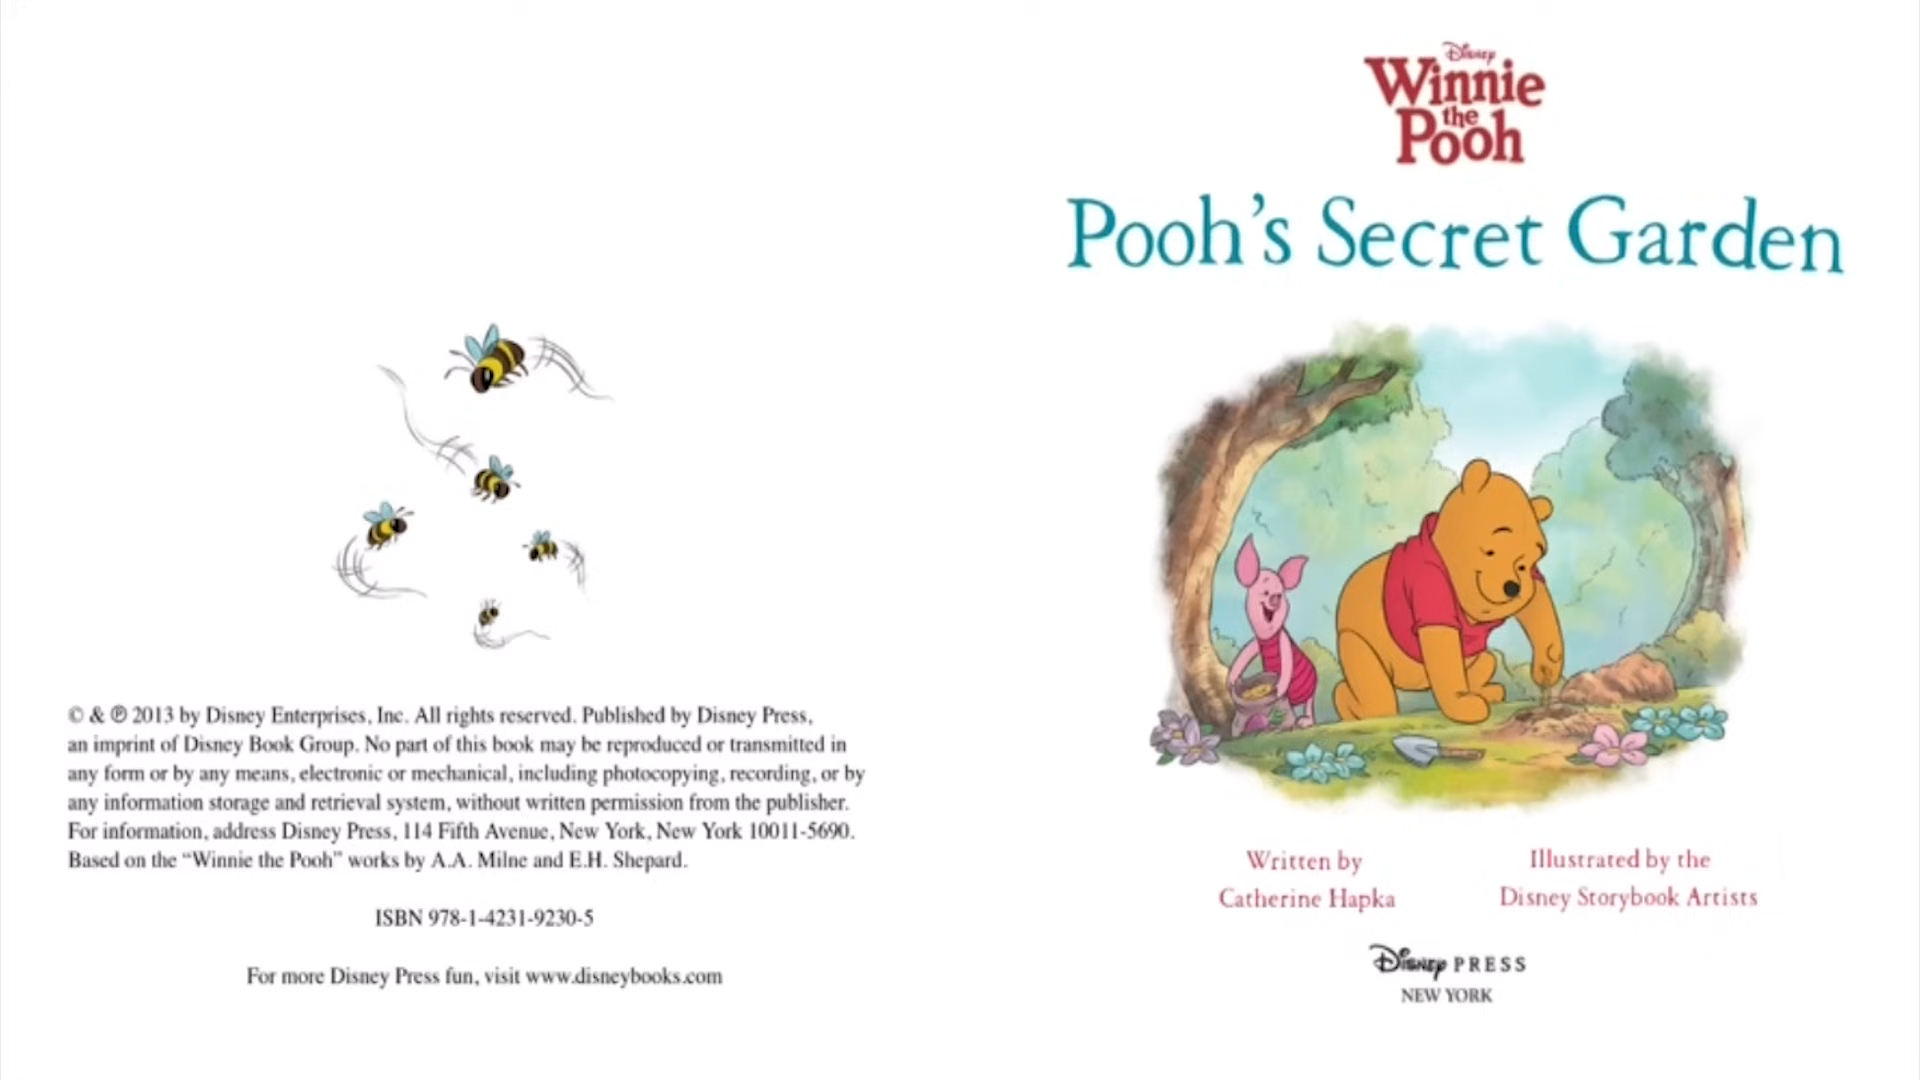 © & ℗ 2013 by Disney Enterprises, Inc. All rights reserved. Published by Disney Press,
an imprint of Disney Book Group. No part of this book may be reproduced or transmitted in
any form or by any means, electronic or mechanical, including photocopying, recording, or by
any information storage and retrieval system, without written permission from the publisher.
For information, address Disney Press, 114 Fifth Avenue, New York, New York 10011-5690.
Based on the “Winnie the Pooh” works by A.A. Milne and E.H. Shepard.
ISBN 978-1-4231-9230-5
For more Disney Press fun, visit www.disneybooks.com
Disney
Winnie
the
Pooh
Pooh’s Secret Garden
Written by
Catherine Hapka
Illustrated by the
Disney Storybook Artists
Disney PRESS
NEW YORK